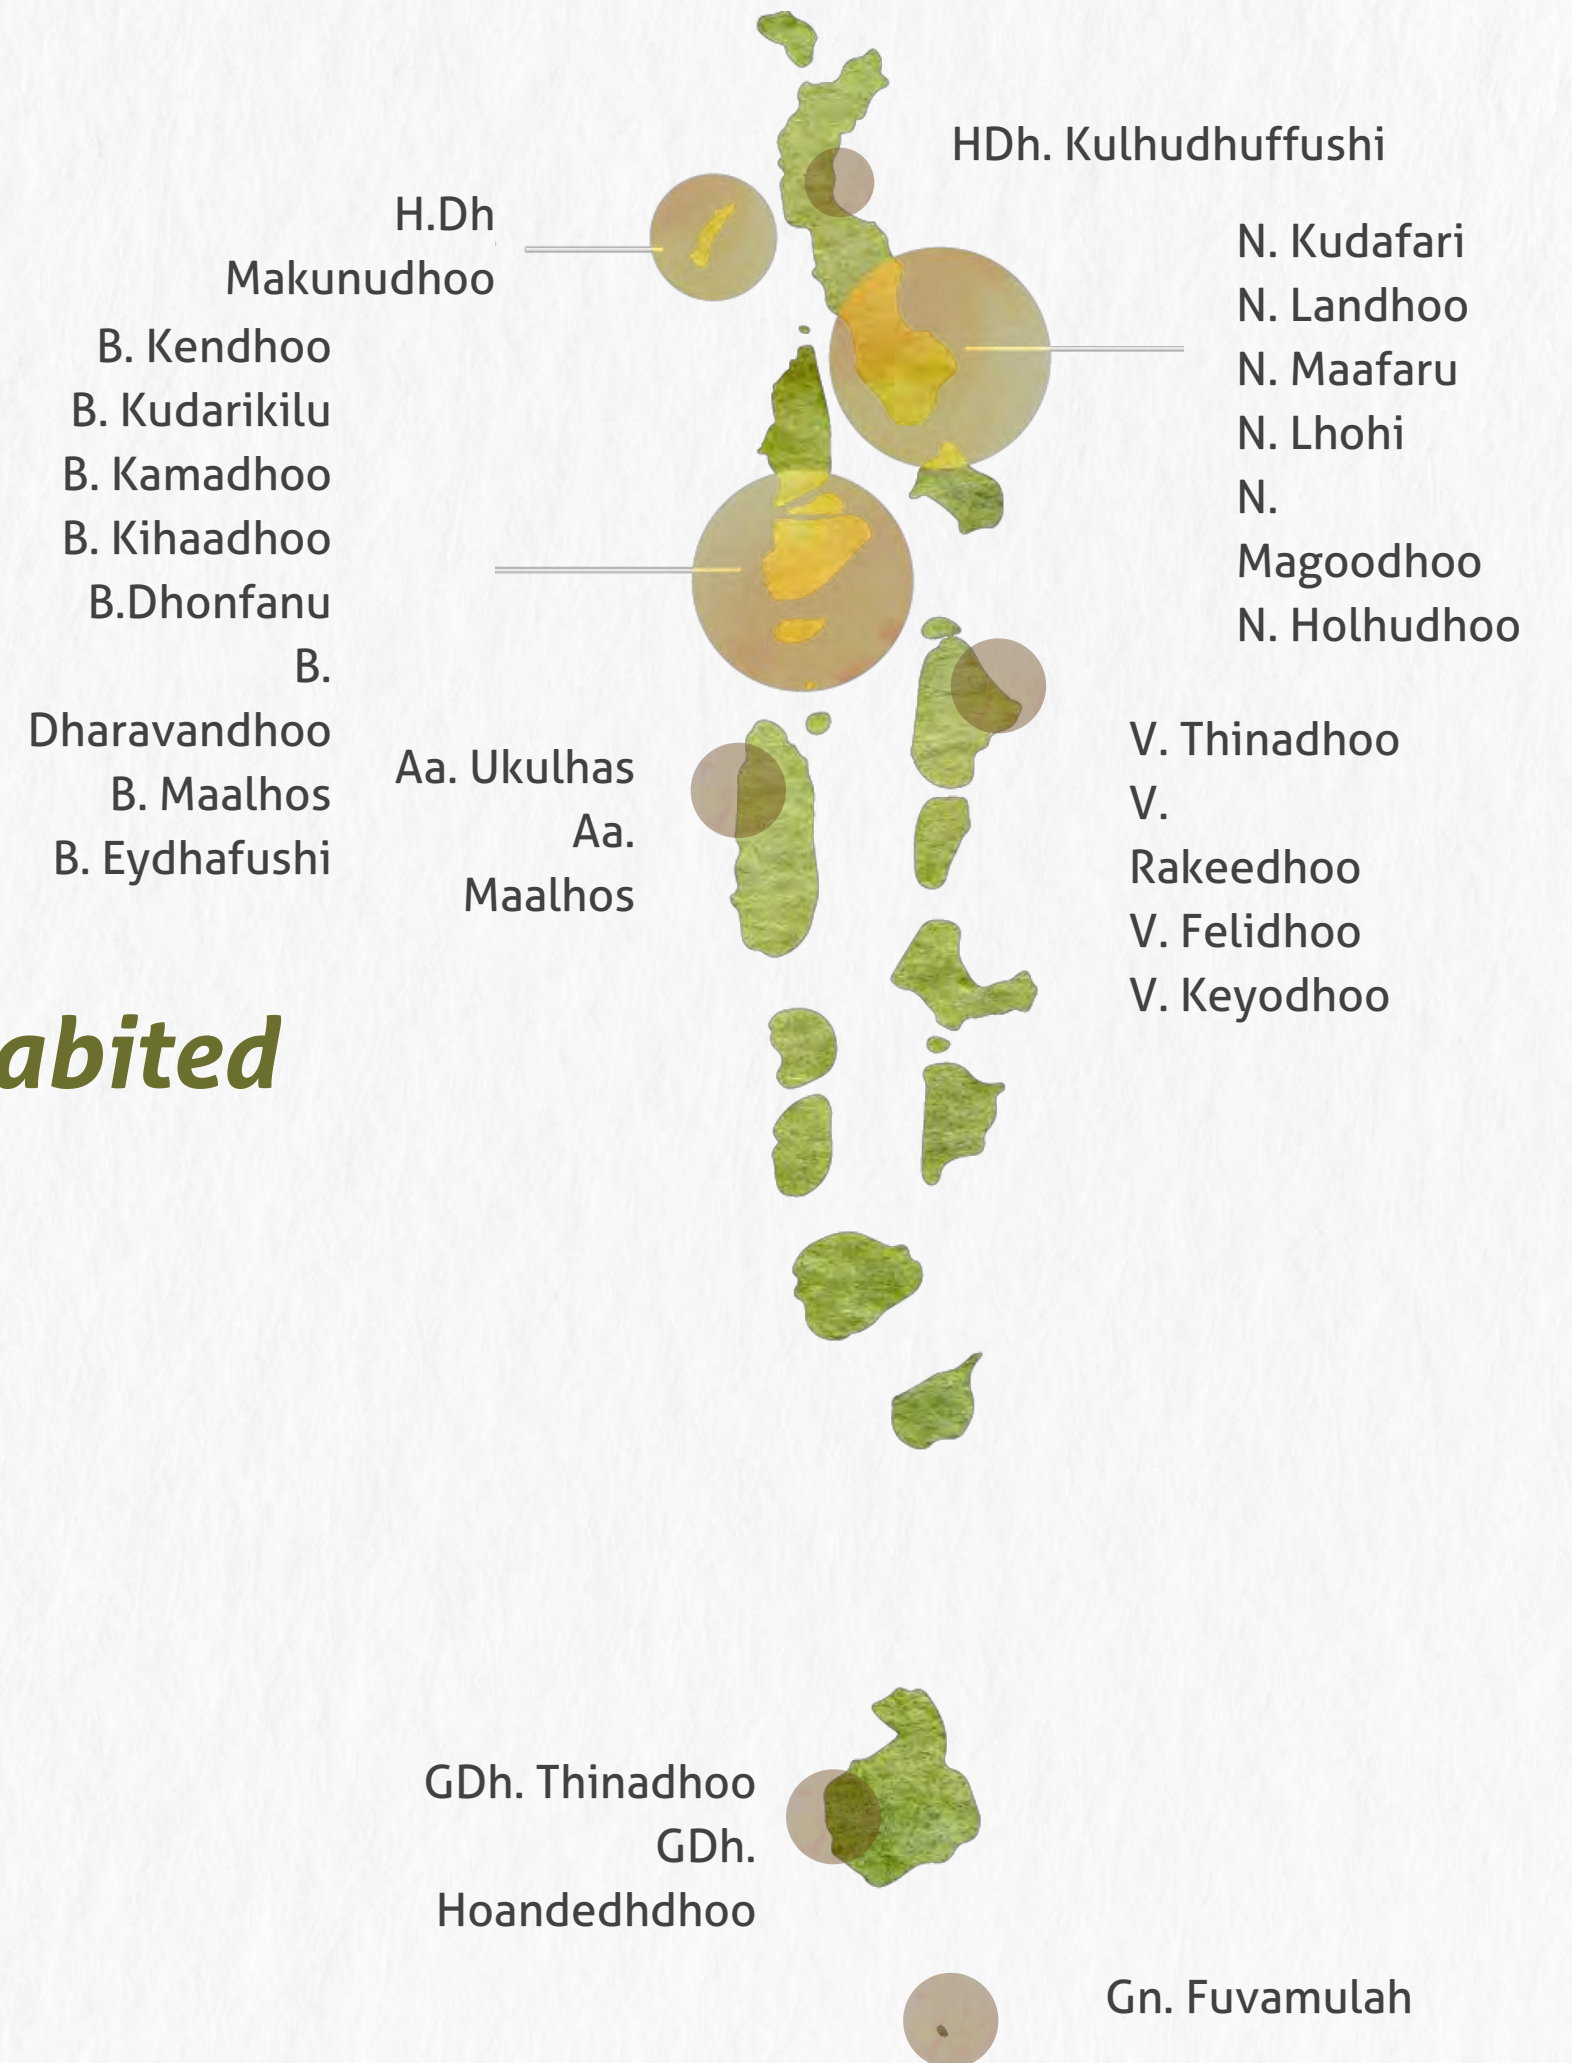 HDh. Kulhudhuffushi
H.Dh
Makunudhoo
N. Kudafari
N. Landhoo
N. Maafaru
N. Lhohi
N.
Magoodhoo
N. Holhudhoo
B. Kendhoo
B. Kudarikilu
B. Kamadhoo
B. Kihaadhoo
B.Dhonfanu
B.
Dharavandhoo
B. Maalhos
B. Eydhafushi
Aa. Ukulhas
Aa.
Maalhos
V. Thinadhoo
V.
Rakeedhoo
V. Felidhoo
V. Keyodhoo
abited
GDh. Thinadhoo
GDh.
Hoandedhdhoo
Gn. Fuvamulah